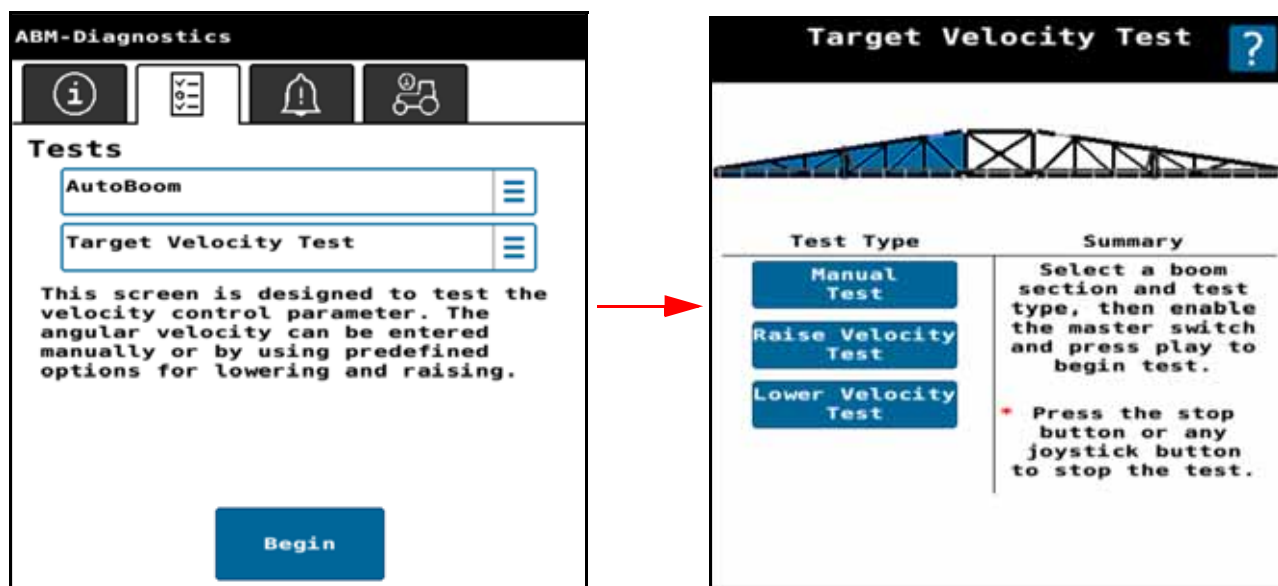 ABM-Diagnostics
Tests
AutoBoom
Target Velocity Test
This screen is designed to test the
velocity control parameter. The
angular velocity can be entered
manually or by using predefined
options for lowering and raising.
Begin
Target Velocity Test
?
Test Type
Manual
Test
Raise Velocity
Test
Lower Velocity
Test
Summary
Select a boom
section and test
type, then enable
the master switch
and press play to
begin test.
* Press the stop
button or any
joystick button
to stop the test.